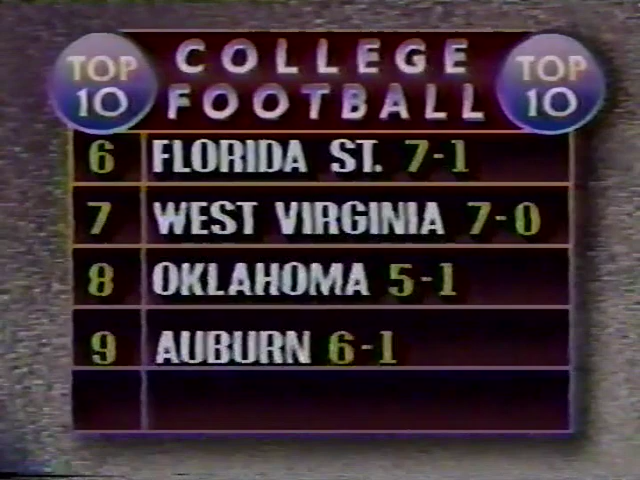 TOP 10
COLLEGE FOOTBALL
TOP 10
6 FLORIDA ST. 7-1
7 WEST VIRGINIA 7-0
8 OKLAHOMA 5-1
9 AUBURN 6-1